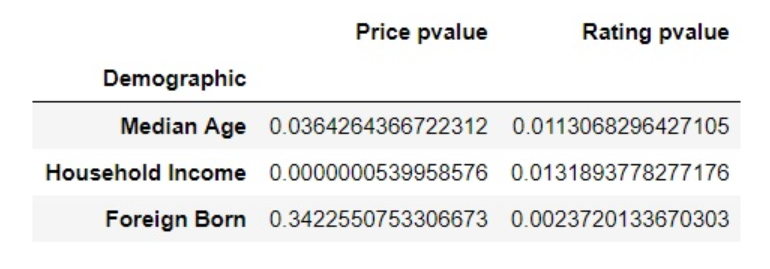 Price pvalue Rating pvalue
Demographic
Median Age 0.0364264366722312 0.0113068296427105
Household Income 0.0000000539958576 0.0131893778277176
Foreign Born 0.3422550753306673 0.0023720133670303